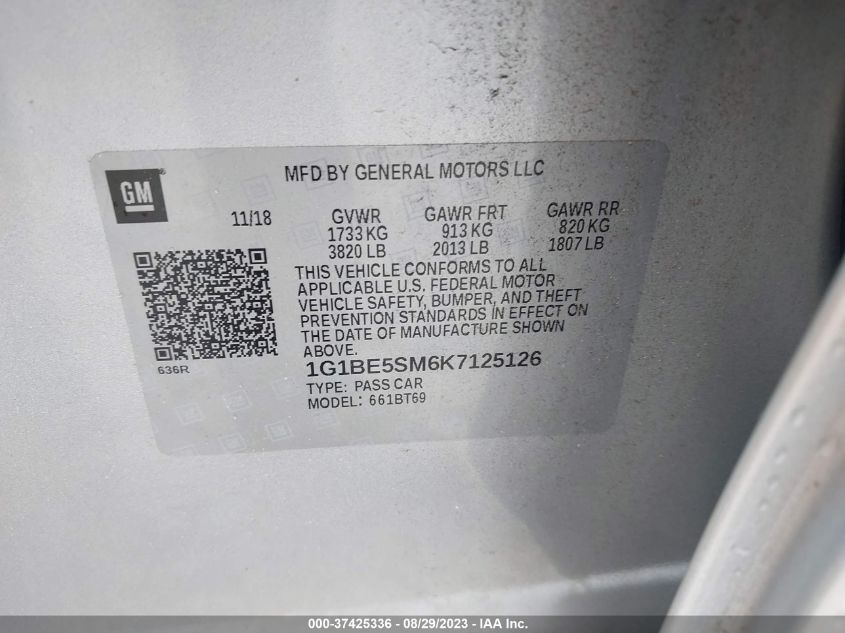 GM
MFD BY GENERAL MOTORS LLC
11/18 GVWR GAWR FRT GAWR RR
1733 KG 913 KG 820 KG
3820 LB 2013 LB 1807 LB
THIS VEHICLE CONFORMS TO ALL
APPLICABLE U.S. FEDERAL MOTOR
VEHICLE SAFETY, BUMPER, AND THEFT
PREVENTION STANDARDS IN EFFECT ON
THE DATE OF MANUFACTURE SHOWN
ABOVE.
636R
1G1BE5SM6K7125126
TYPE: PASS CAR
MODEL: 661BT69
000-37425336 - 08/29/2023 - IAA Inc.